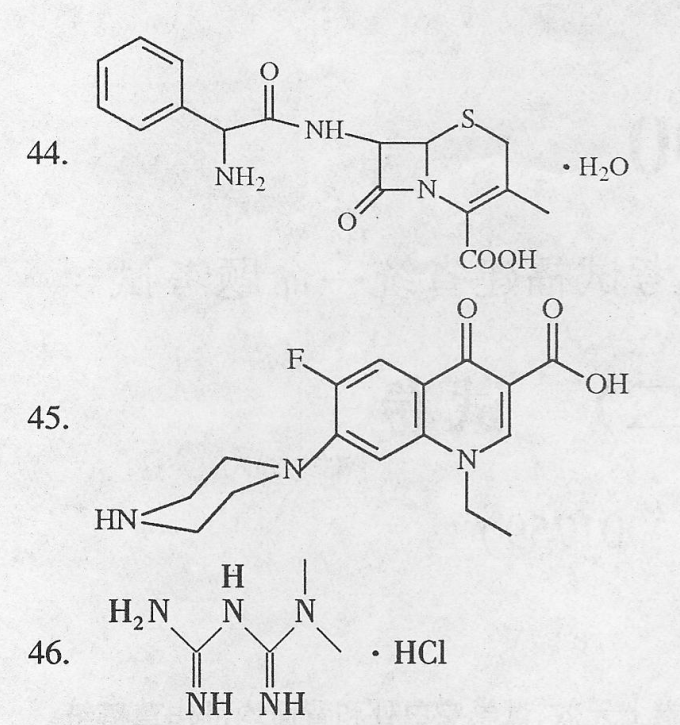 O
NH
S
44.
· H₂O
NH₂
N
O
COOH
O
O
F
OH
45.
N
N
HN
H
H₂N
N
N
46.
· HCl
NH
NH